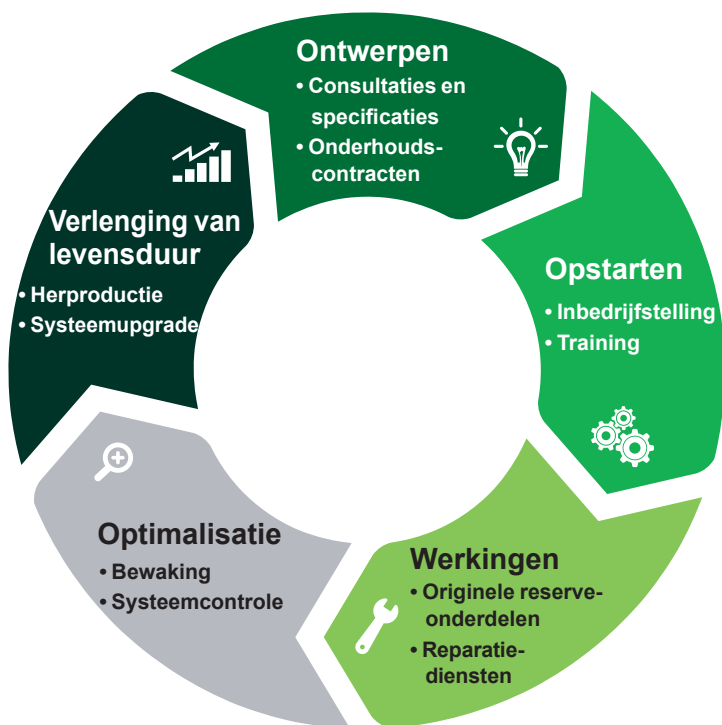 Ontwerpen
• Consultaties en
specificaties
• Onderhouds-
contracten
Opstarten
• Inbedrijfstelling
• Training
Werkingen
• Originele reserve-
onderdelen
• Reparatie-
diensten
Optimalisatie
• Bewaking
• Systeemcontrole
Verlenging van
levensduur
• Herproductie
• Systeemupgrade